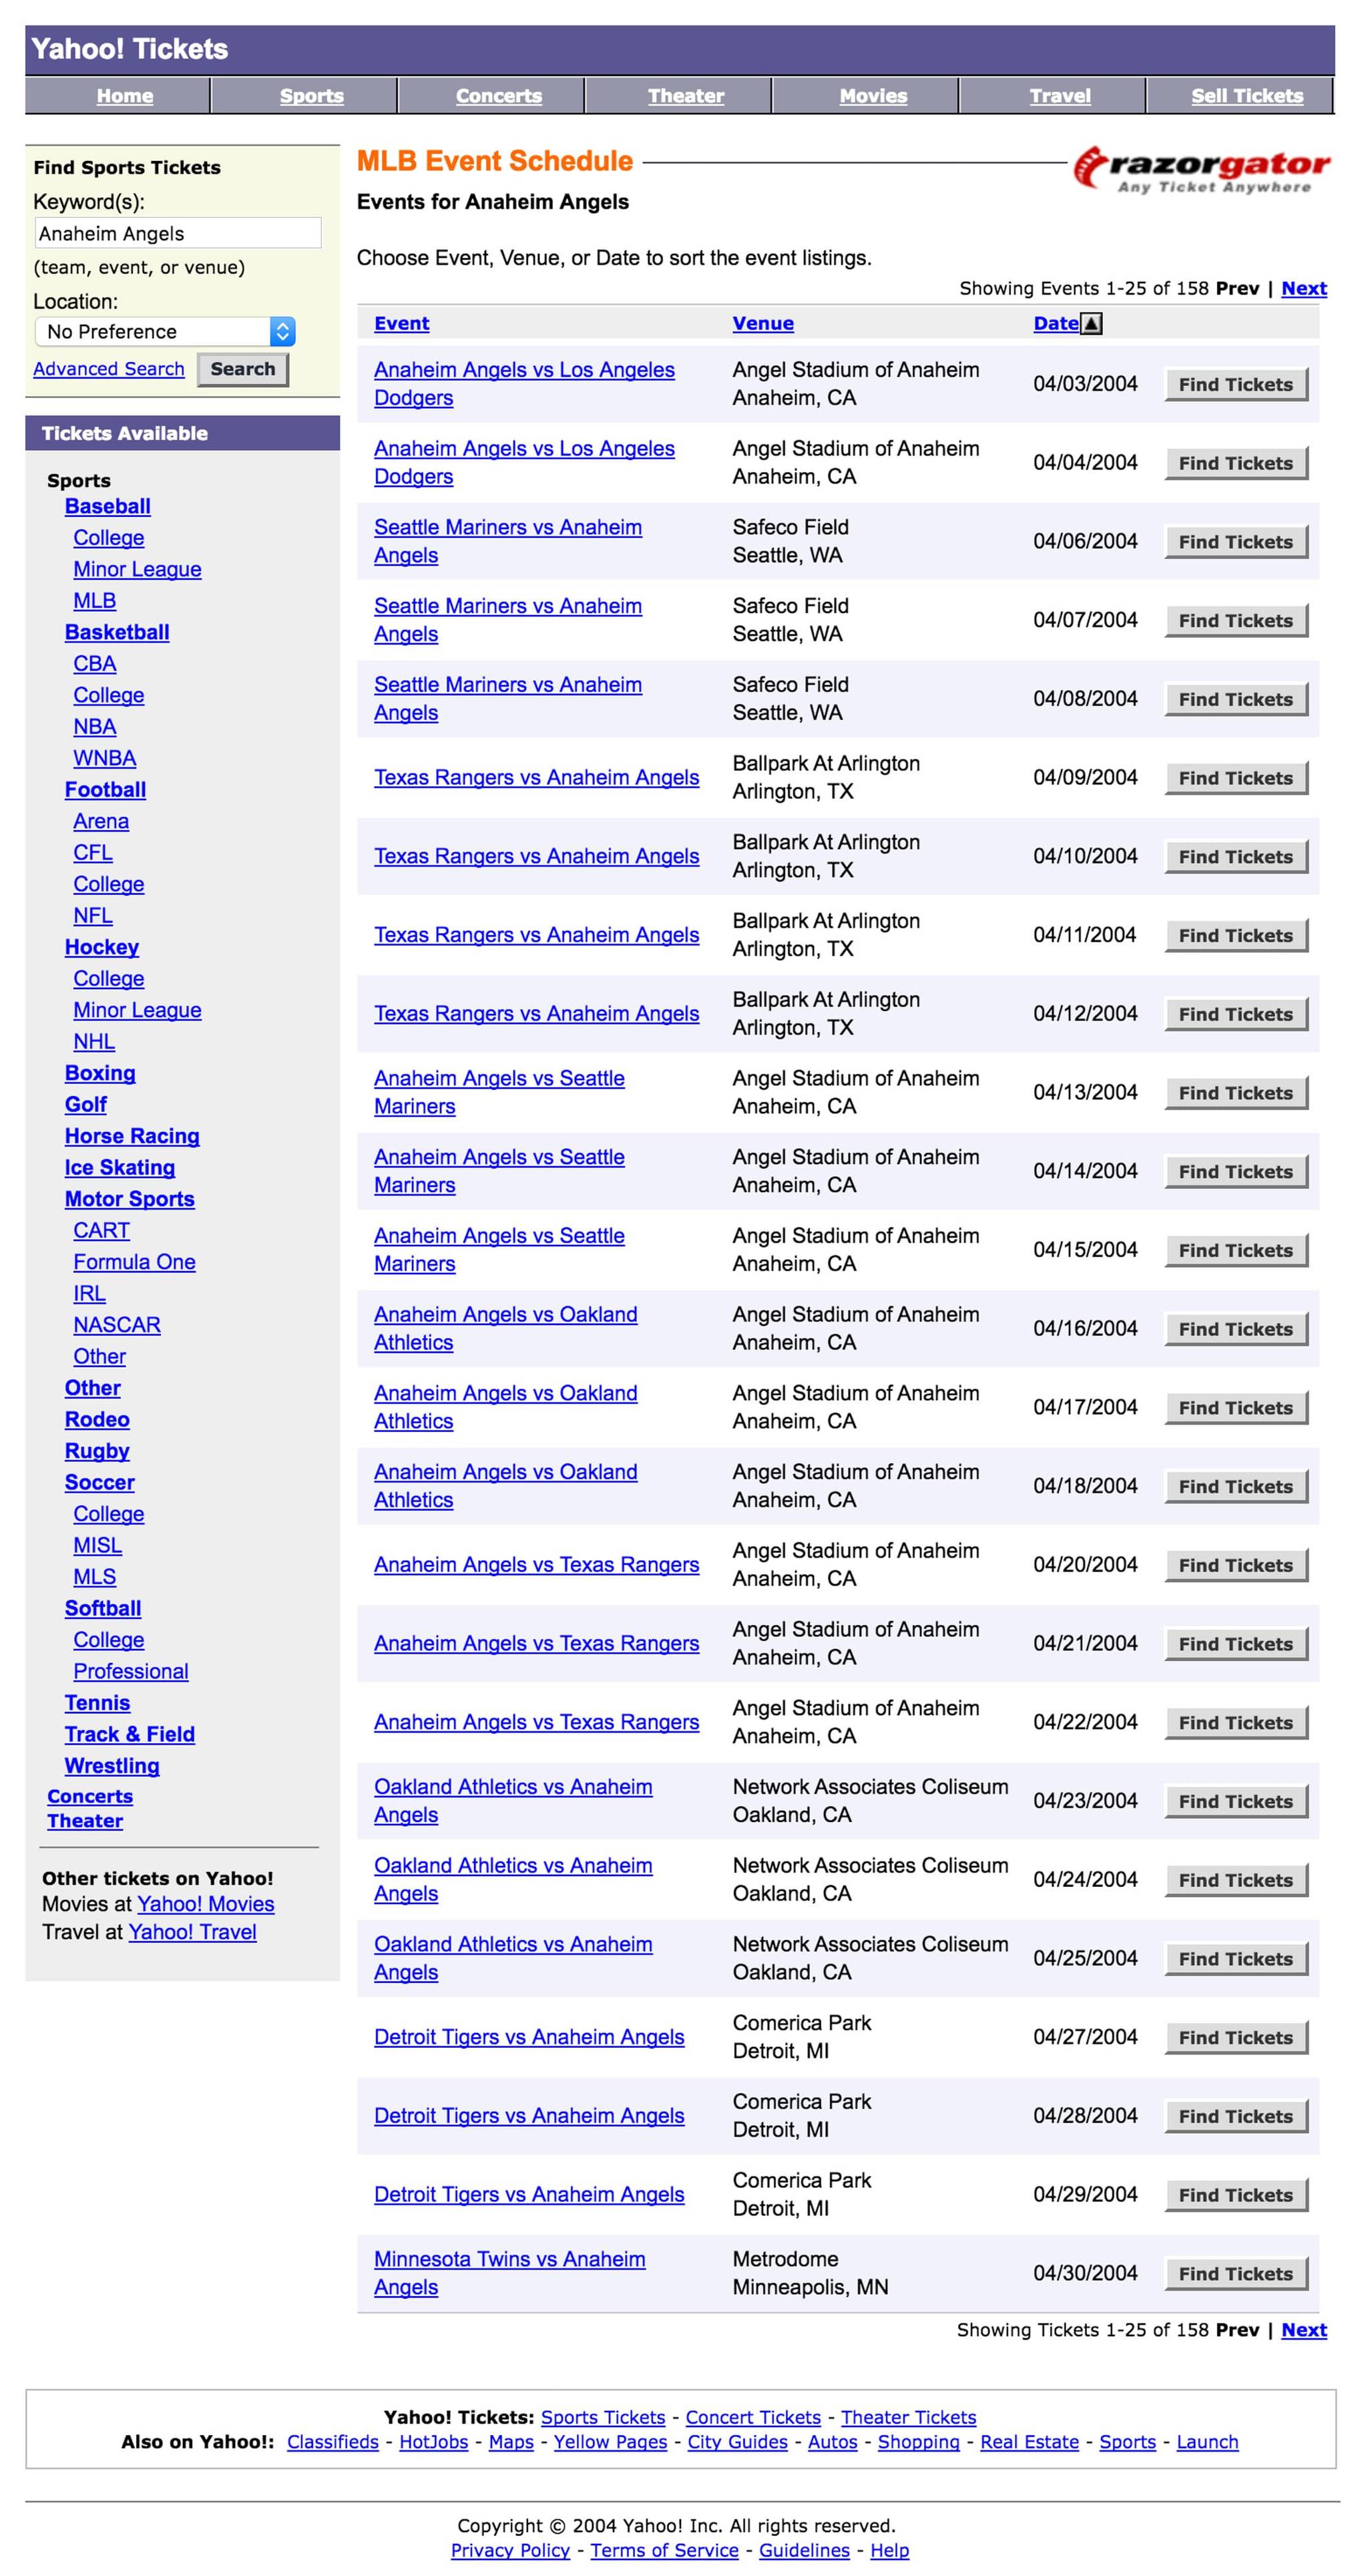 Yahoo! Tickets
Home Sports Concerts Theater Movies Travel Sell Tickets
Find Sports Tickets
Keyword(s):
Anaheim Angels
(team, event, or venue)
Location:
No Preference
Advanced Search Search
Tickets Available
Sports
Baseball
College
Minor League
MLB
Basketball
CBA
College
NBA
WNBA
Football
Arena
CFL
College
NFL
Hockey
College
Minor League
NHL
Boxing
Golf
Horse Racing
Ice Skating
Motor Sports
CART
Formula One
IRL
NASCAR
Other
Other
Rodeo
Rugby
Soccer
College
MISL
MLS
Softball
College
Professional
Tennis
Track & Field
Wrestling
Concerts
Theater
Other tickets on Yahoo!
Movies at Yahoo! Movies
Travel at Yahoo! Travel
MLB Event Schedule
razorgator
Any Ticket Anywhere
Events for Anaheim Angels
Choose Event, Venue, or Date to sort the event listings.
Showing Events 1-25 of 158 Prev | Next
Event Venue Date
Anaheim Angels vs Los Angeles
Dodgers
Angel Stadium of Anaheim
Anaheim, CA
04/03/2004 Find Tickets
Anaheim Angels vs Los Angeles
Dodgers
Angel Stadium of Anaheim
Anaheim, CA
04/04/2004 Find Tickets
Seattle Mariners vs Anaheim
Angels
Safeco Field
Seattle, WA
04/06/2004 Find Tickets
Seattle Mariners vs Anaheim
Angels
Safeco Field
Seattle, WA
04/07/2004 Find Tickets
Seattle Mariners vs Anaheim
Angels
Safeco Field
Seattle, WA
04/08/2004 Find Tickets
Texas Rangers vs Anaheim Angels
Ballpark At Arlington
Arlington, TX
04/09/2004 Find Tickets
Texas Rangers vs Anaheim Angels
Ballpark At Arlington
Arlington, TX
04/10/2004 Find Tickets
Texas Rangers vs Anaheim Angels
Ballpark At Arlington
Arlington, TX
04/11/2004 Find Tickets
Texas Rangers vs Anaheim Angels
Ballpark At Arlington
Arlington, TX
04/12/2004 Find Tickets
Anaheim Angels vs Seattle
Mariners
Angel Stadium of Anaheim
Anaheim, CA
04/13/2004 Find Tickets
Anaheim Angels vs Seattle
Mariners
Angel Stadium of Anaheim
Anaheim, CA
04/14/2004 Find Tickets
Anaheim Angels vs Seattle
Mariners
Angel Stadium of Anaheim
Anaheim, CA
04/15/2004 Find Tickets
Anaheim Angels vs Oakland
Athletics
Angel Stadium of Anaheim
Anaheim, CA
04/16/2004 Find Tickets
Anaheim Angels vs Oakland
Athletics
Angel Stadium of Anaheim
Anaheim, CA
04/17/2004 Find Tickets
Anaheim Angels vs Oakland
Athletics
Angel Stadium of Anaheim
Anaheim, CA
04/18/2004 Find Tickets
Anaheim Angels vs Texas Rangers
Angel Stadium of Anaheim
Anaheim, CA
04/20/2004 Find Tickets
Anaheim Angels vs Texas Rangers
Angel Stadium of Anaheim
Anaheim, CA
04/21/2004 Find Tickets
Anaheim Angels vs Texas Rangers
Angel Stadium of Anaheim
Anaheim, CA
04/22/2004 Find Tickets
Oakland Athletics vs Anaheim
Angels
Network Associates Coliseum
Oakland, CA
04/23/2004 Find Tickets
Oakland Athletics vs Anaheim
Angels
Network Associates Coliseum
Oakland, CA
04/24/2004 Find Tickets
Oakland Athletics vs Anaheim
Angels
Network Associates Coliseum
Oakland, CA
04/25/2004 Find Tickets
Detroit Tigers vs Anaheim Angels
Comerica Park
Detroit, MI
04/27/2004 Find Tickets
Detroit Tigers vs Anaheim Angels
Comerica Park
Detroit, MI
04/28/2004 Find Tickets
Detroit Tigers vs Anaheim Angels
Comerica Park
Detroit, MI
04/29/2004 Find Tickets
Minnesota Twins vs Anaheim
Angels
Metrodome
Minneapolis, MN
04/30/2004 Find Tickets
Showing Tickets 1-25 of 158 Prev | Next
Yahoo! Tickets: Sports Tickets - Concert Tickets - Theater Tickets
Also on Yahoo!: Classifieds - HotJobs - Maps - Yellow Pages - City Guides - Autos - Shopping - Real Estate - Sports - Launch
Copyright © 2004 Yahoo! Inc. All rights reserved.
Privacy Policy - Terms of Service - Guidelines - Help